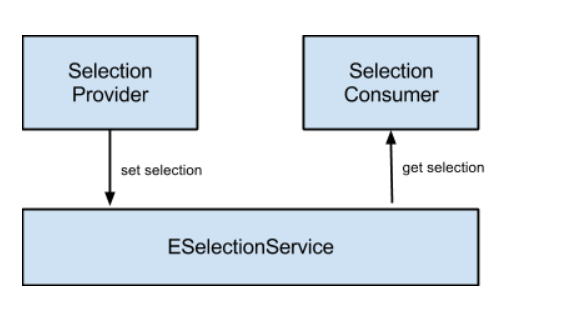 Selection
Provider
Selection
Consumer
set selection
get selection
ESelectionService